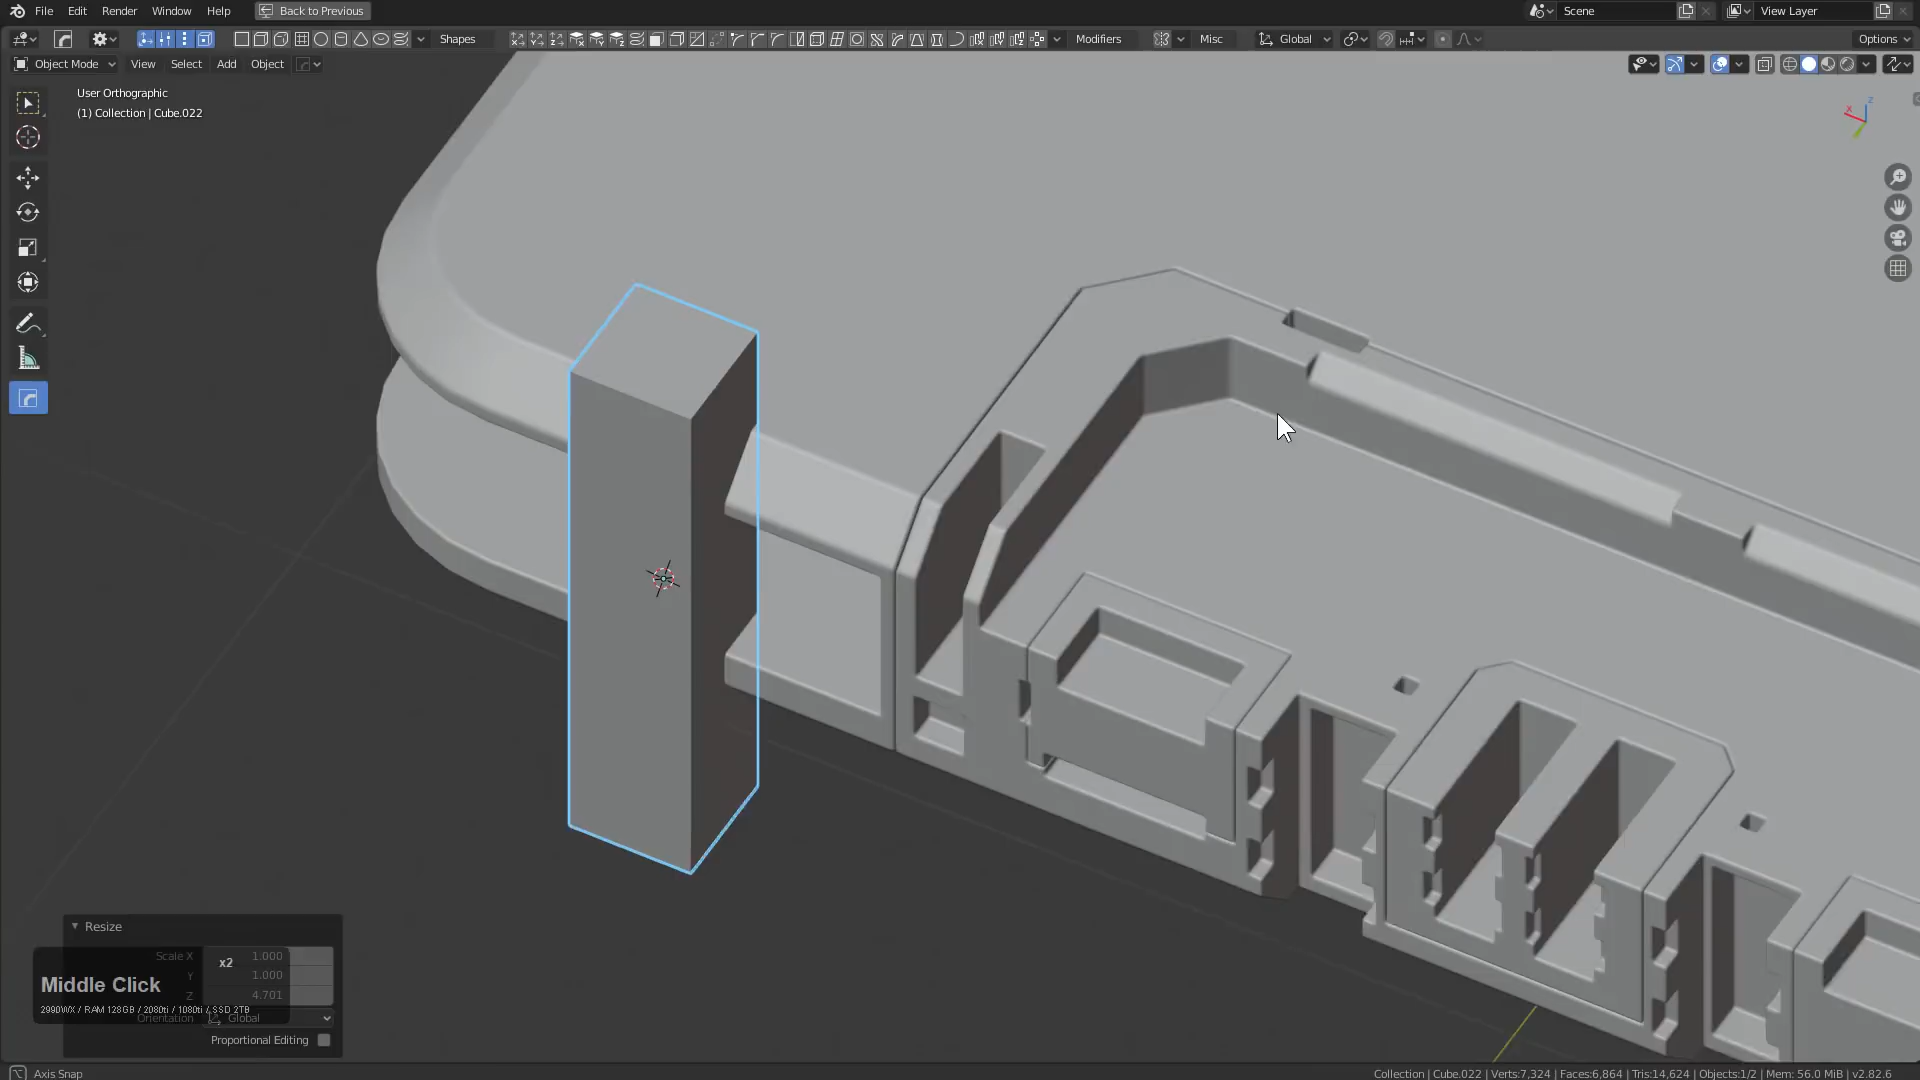 File Edit Render Window Help Back to Previous Scene View Layer
Shapes Modifiers Misc Global Options
Object Mode View Select Add Object
User Orthographic
(1) Collection | Cube.022
X
Z
Resize
Scale X 1.000
x2
Y 1.000
Middle Click
Z 4.701
2990WX / RAM 128GB / 2080ti / 1080ti / SSD 2TB
Orientation Global
Proportional Editing
Axis Snap Collection | Cube.022 | Verts:7,324 | Faces:6,864 | Tris:14,624 | Objects:1/2 | Mem: 56.0 MiB | v2.82.6